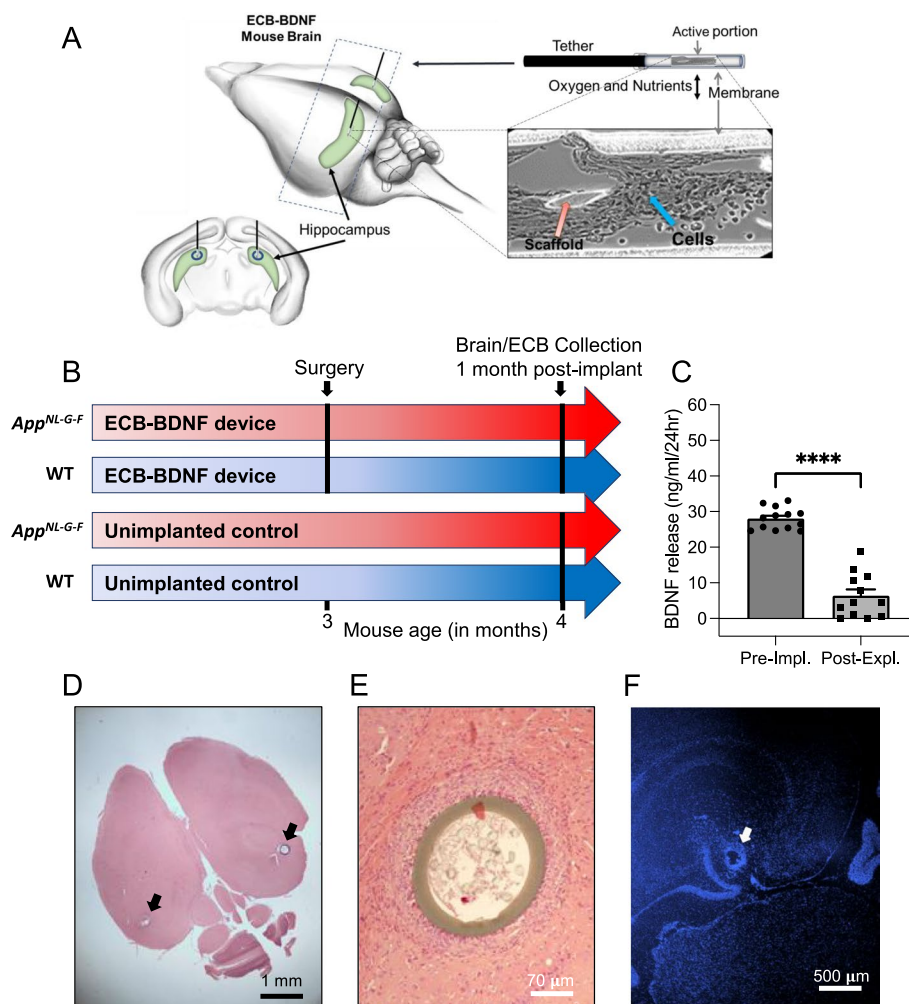 A
ECB-BDNF
Mouse Brain
Tether
Active portion
Oxygen and Nutrients
Membrane
Hippocampus
Scaffold
Cells
B
Surgery
Brain/ECB Collection
1 month post-implant
App^NL-G-F
ECB-BDNF device
WT
ECB-BDNF device
App^NL-G-F
Unimplanted control
WT
Unimplanted control
3
4
Mouse age (in months)
C
BDNF release (ng/ml/24hr)
60
50
40
30
20
10
0
****
Pre-Impl.
Post-Expl.
D
1 mm
E
70 µm
F
500 µm